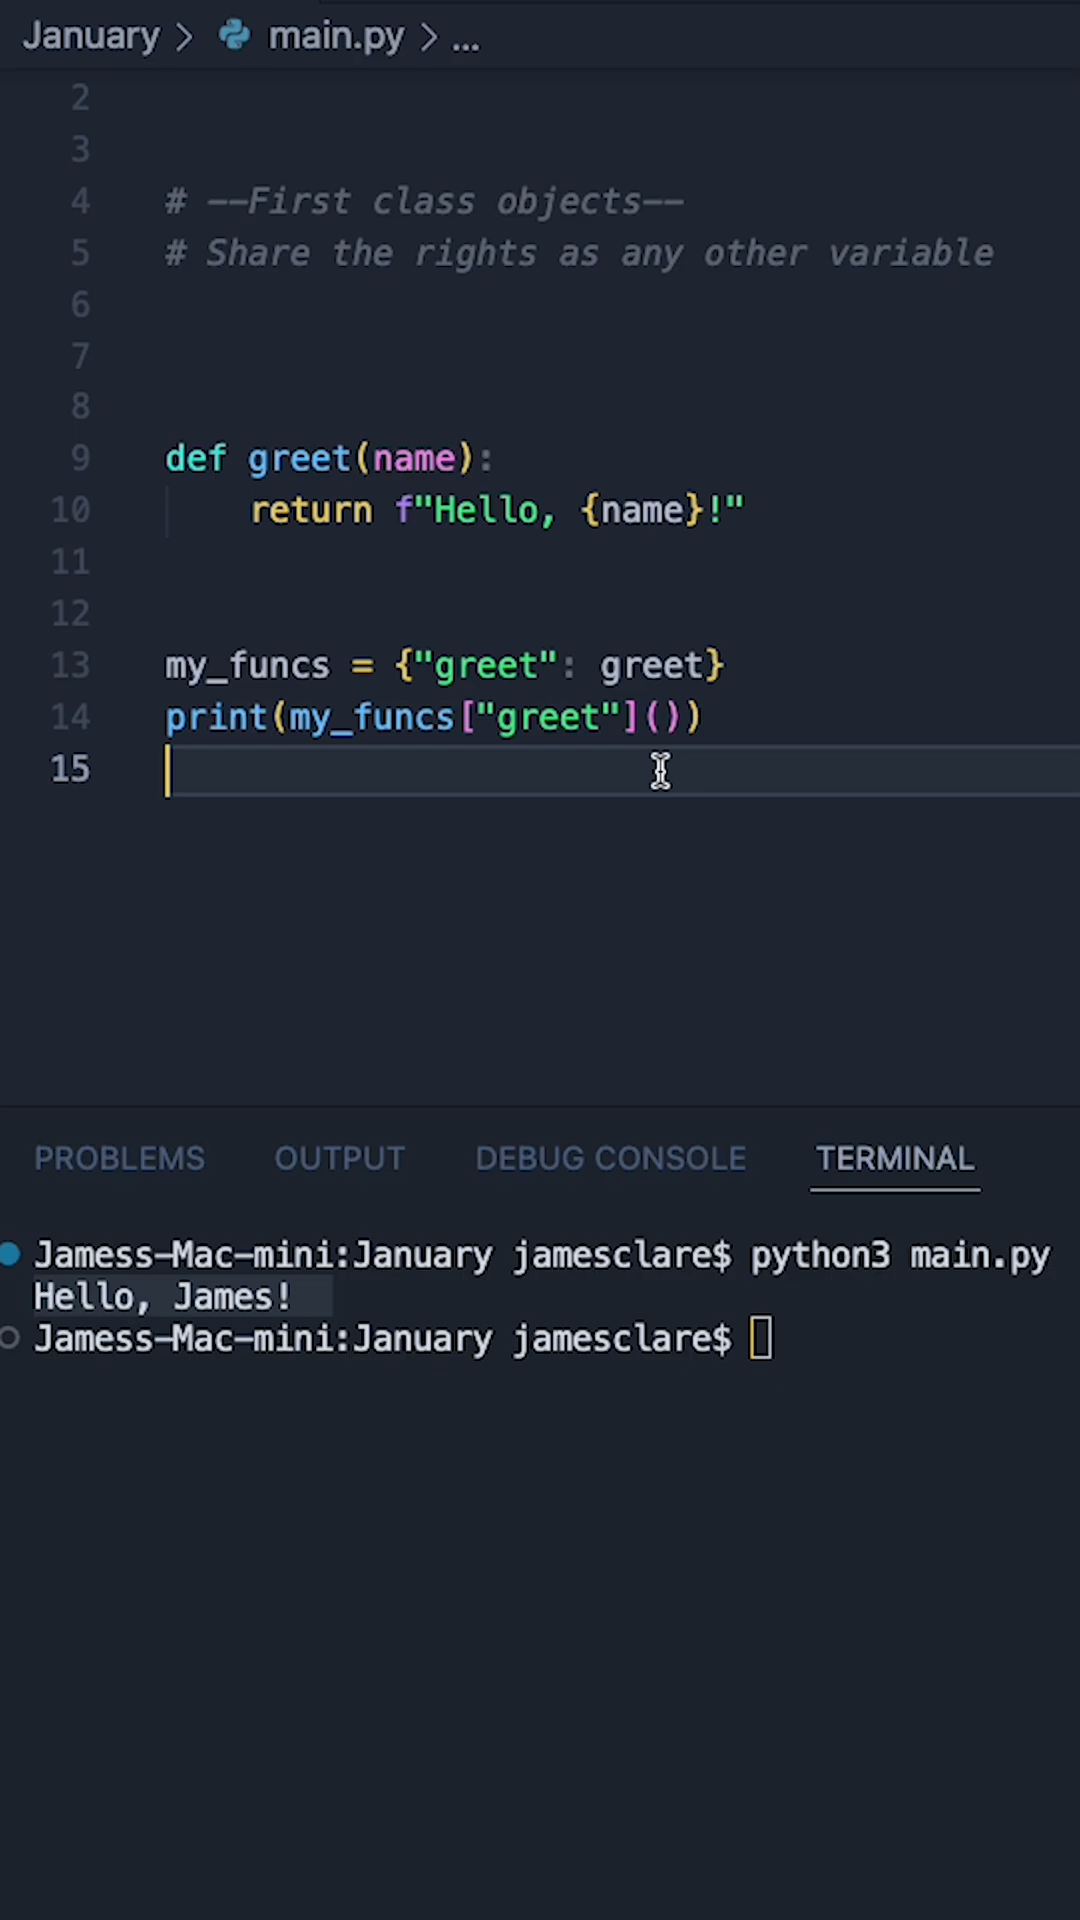 January > main.py > ...
2
3
4 # --First class objects--
5 # Share the rights as any other variable
6
7
8
9 def greet(name):
10     return f"Hello, {name}!"
11
12
13 my_funcs = {"greet": greet}
14 print(my_funcs["greet"]())
15
PROBLEMS OUTPUT DEBUG CONSOLE TERMINAL
Jamess-Mac-mini:January jamesclare$ python3 main.py
Hello, James!
Jamess-Mac-mini:January jamesclare$